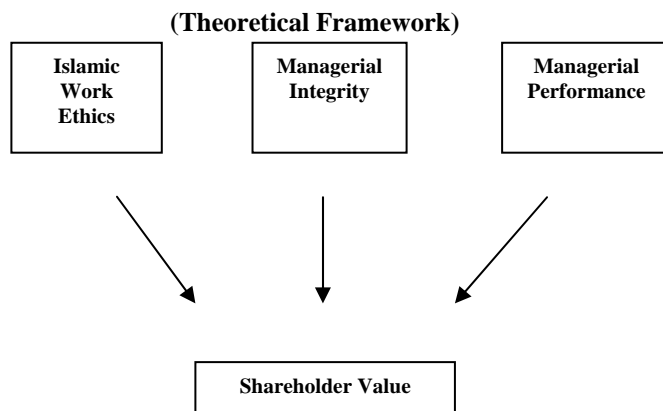 (Theoretical Framework)
Islamic
Work
Ethics
Managerial
Integrity
Managerial
Performance
Shareholder Value